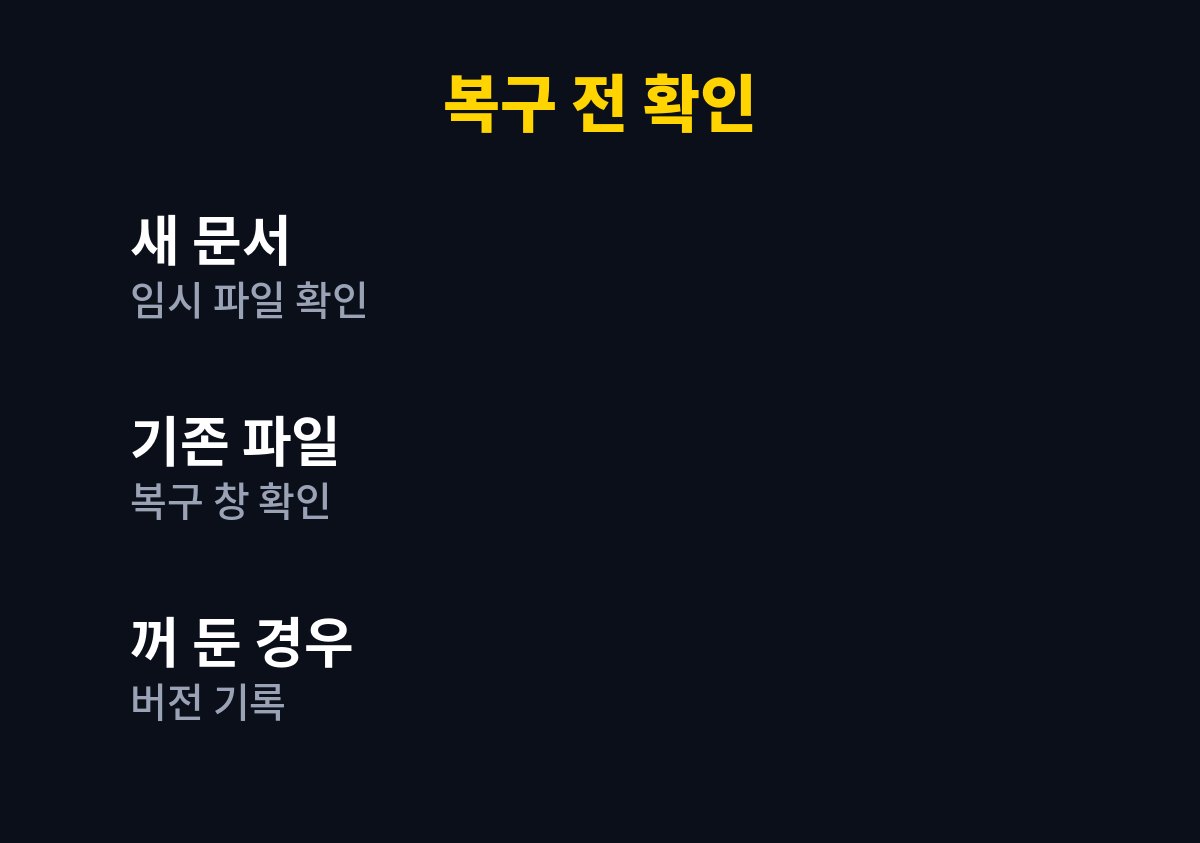 복구 전 확인
새 문서
임시 파일 확인
기존 파일
복구 창 확인
꺼 둔 경우
버전 기록